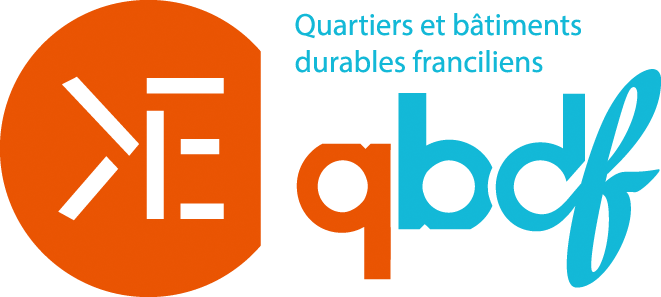 Quartiers et bâtiments
durables franciliens
qbdf